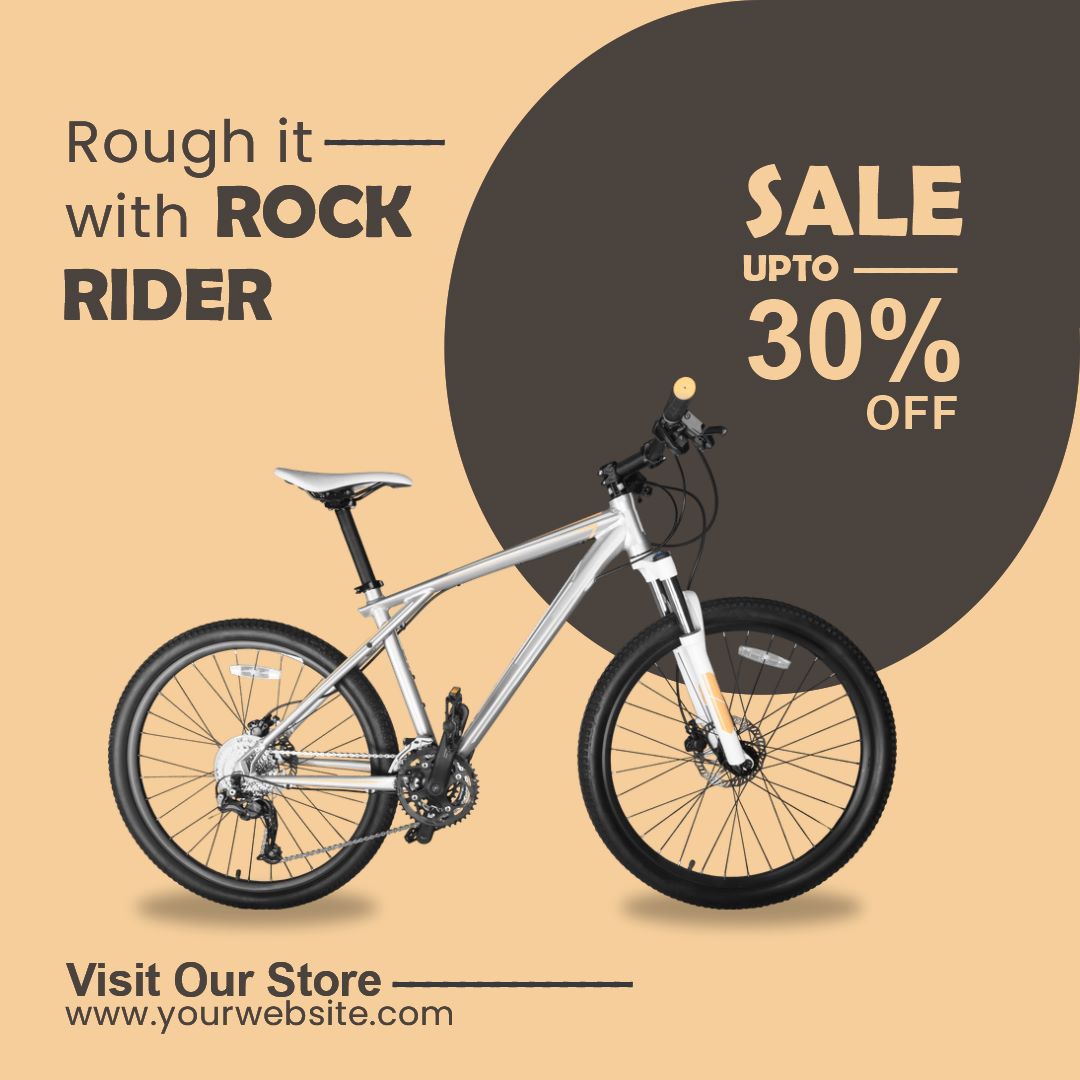 Rough it
with ROCK
RIDER
SALE
UPTO
30%
OFF
Visit Our Store
www.yourwebsite.com